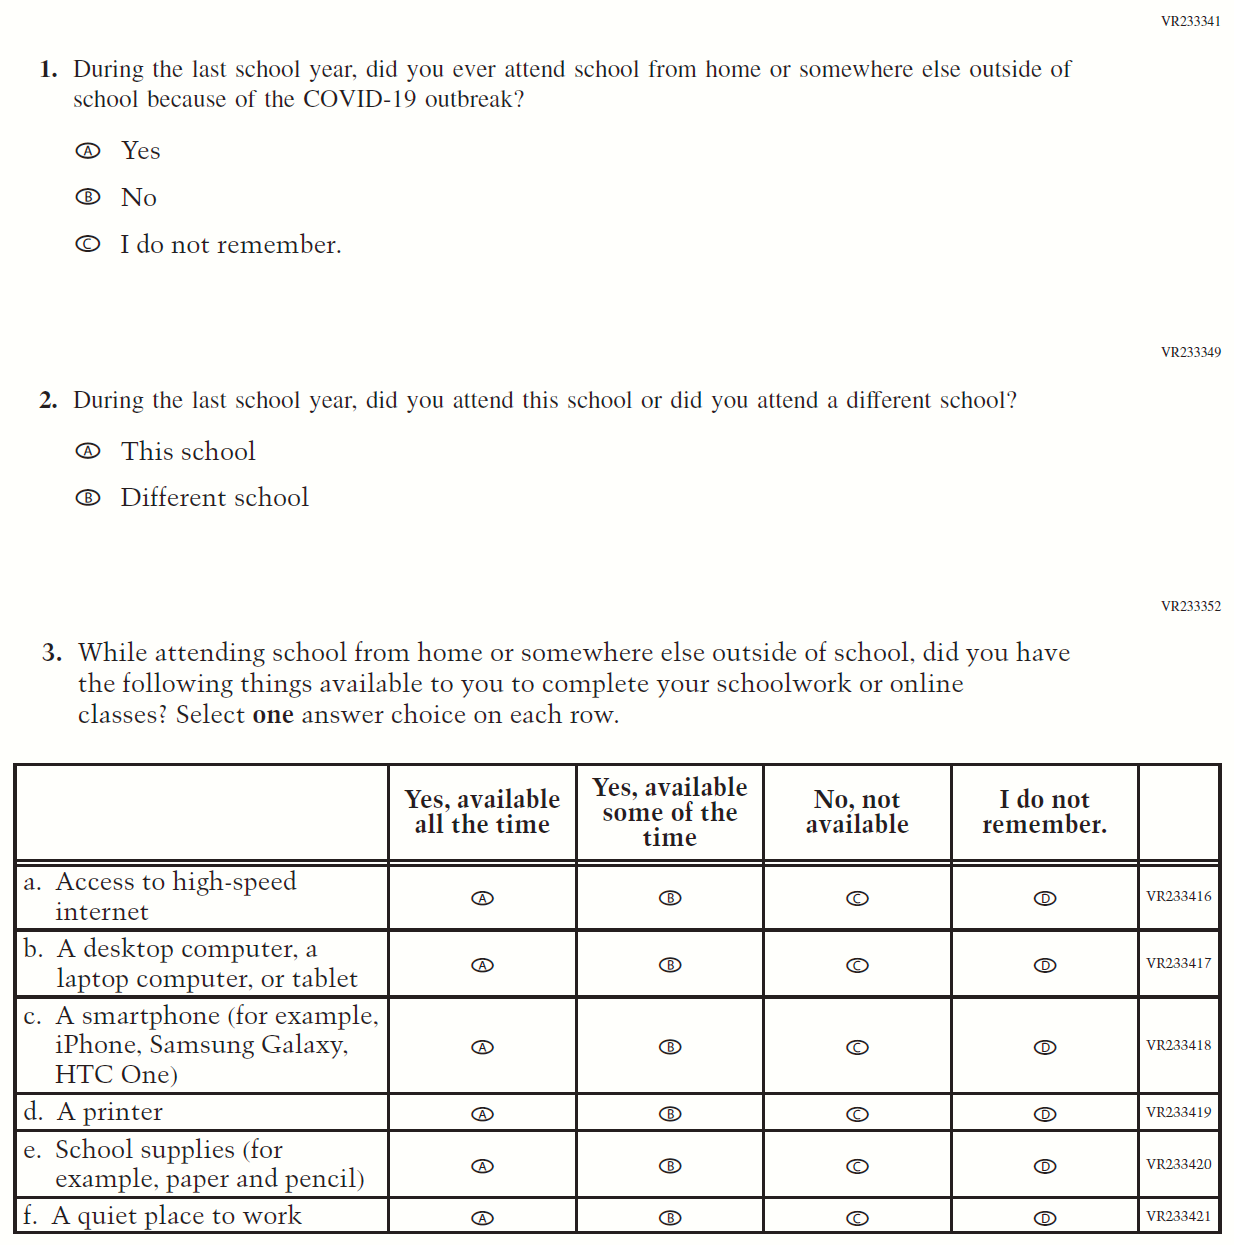 VR233341
1. During the last school year, did you ever attend school from home or somewhere else outside of
school because of the COVID-19 outbreak?
A Yes
B No
C I do not remember.
VR233349
2. During the last school year, did you attend this school or did you attend a different school?
A This school
B Different school
VR233352
3. While attending school from home or somewhere else outside of school, did you have
the following things available to you to complete your schoolwork or online
classes? Select one answer choice on each row.
Yes, available
all the time
Yes, available
some of the
time
No, not
available
I do not
remember.
a. Access to high-speed
internet
A B C D VR233416
b. A desktop computer, a
laptop computer, or tablet
A B C D VR233417
c. A smartphone (for example,
iPhone, Samsung Galaxy,
HTC One)
A B C D VR233418
d. A printer A B C D VR233419
e. School supplies (for
example, paper and pencil)
A B C D VR233420
f. A quiet place to work A B C D VR233421